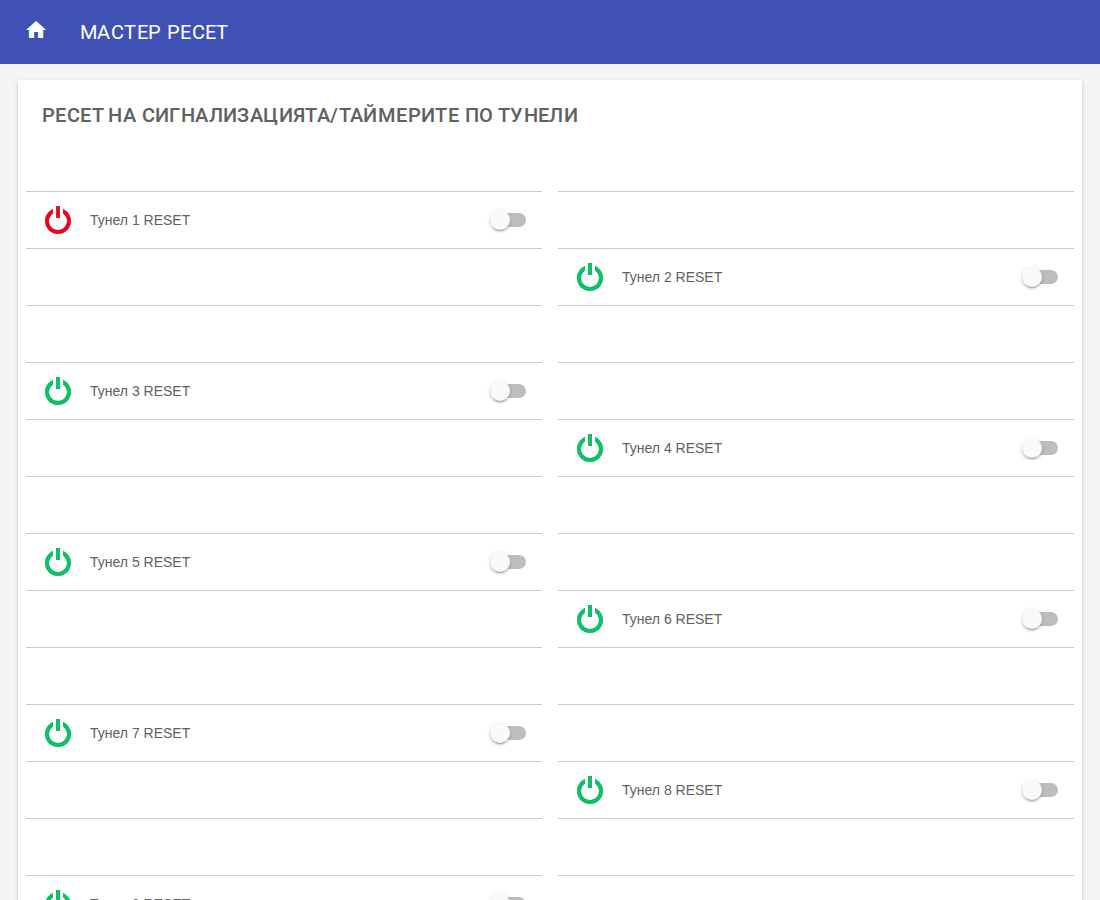 МАСТЕР РЕСЕТ
РЕСЕТ НА СИГНАЛИЗАЦИЯТА/ТАЙМЕРИТЕ ПО ТУНЕЛИ
Тунел 1 RESET
Тунел 2 RESET
Тунел 3 RESET
Тунел 4 RESET
Тунел 5 RESET
Тунел 6 RESET
Тунел 7 RESET
Тунел 8 RESET